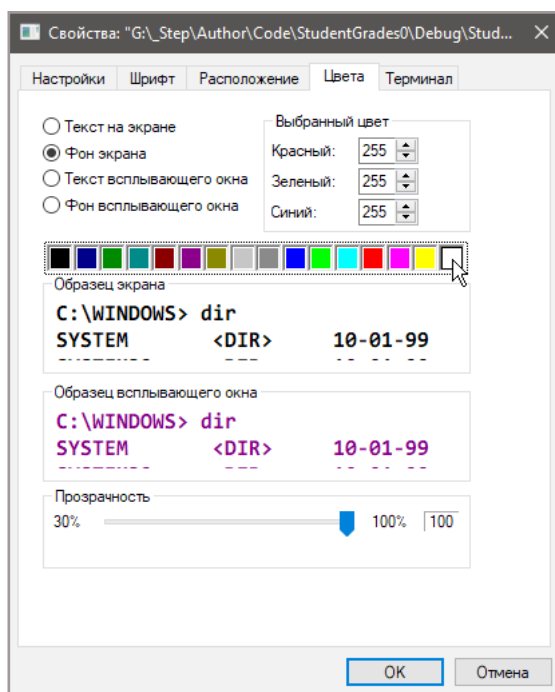 Свойства: "G:\_Step\Author\Code\StudentGrades0\Debug\Stud...
Настройки Шрифт Расположение Цвета Терминал
Текст на экране
Фон экрана
Текст всплывающего окна
Фон всплывающего окна
Выбранный цвет
Красный: 255
Зеленый: 255
Синий: 255
Образец экрана
C:\WINDOWS> dir
SYSTEM <DIR> 10-01-99
Образец всплывающего окна
C:\WINDOWS> dir
SYSTEM <DIR> 10-01-99
Прозрачность
30% 100% 100
OK Отмена